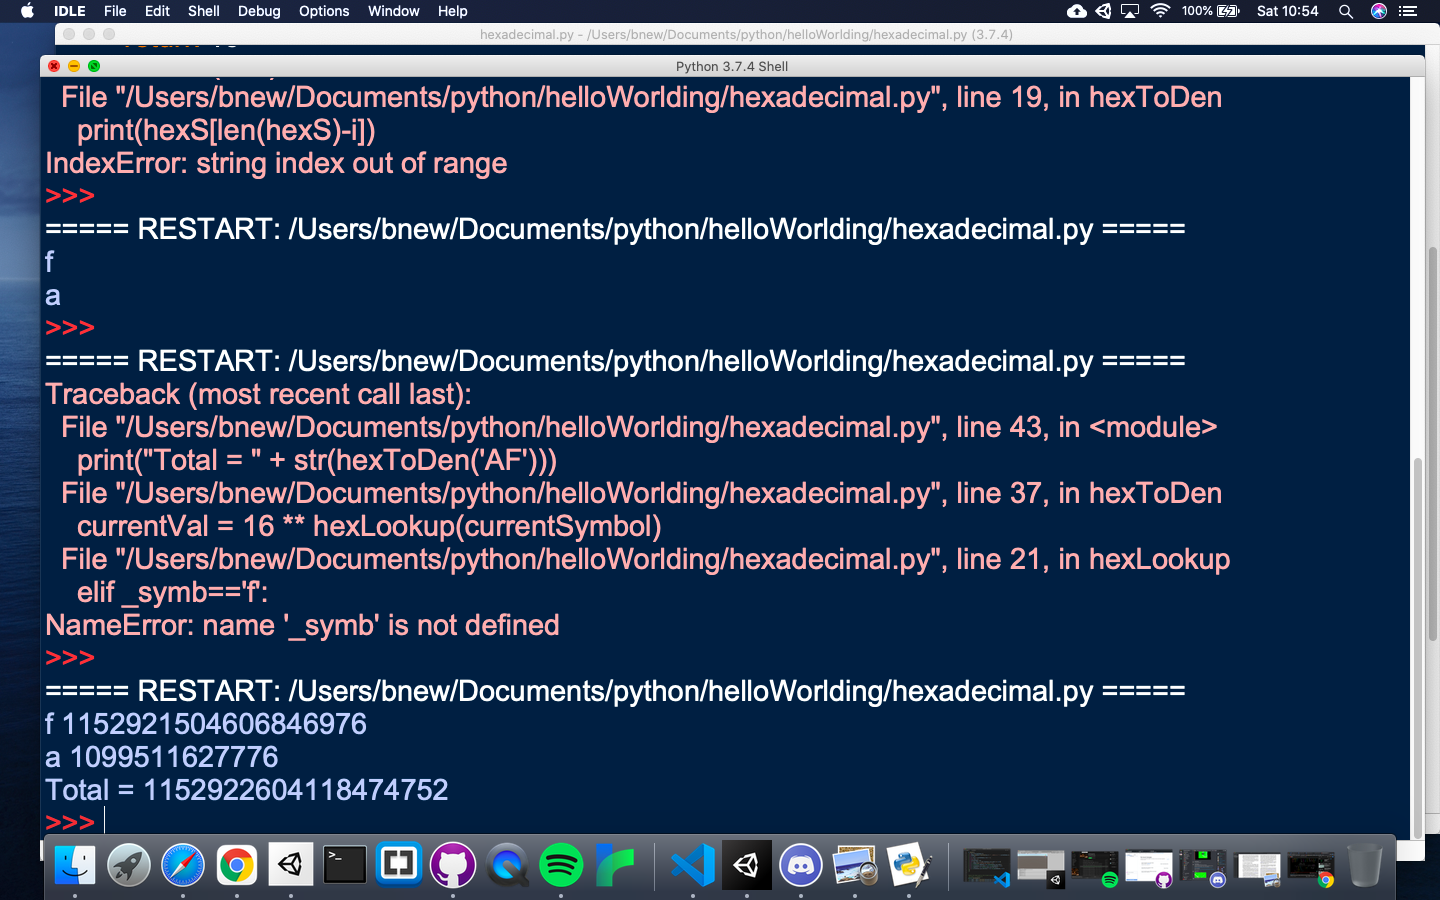 IDLE File Edit Shell Debug Options Window Help 100% Sat 10:54
hexadecimal.py - /Users/bnew/Documents/python/helloWorlding/hexadecimal.py (3.7.4)
Python 3.7.4 Shell
File "/Users/bnew/Documents/python/helloWorlding/hexadecimal.py", line 19, in hexToDen
print(hexS[len(hexS)-i])
IndexError: string index out of range
>>>
===== RESTART: /Users/bnew/Documents/python/helloWorlding/hexadecimal.py =====
f
a
>>>
===== RESTART: /Users/bnew/Documents/python/helloWorlding/hexadecimal.py =====
Traceback (most recent call last):
File "/Users/bnew/Documents/python/helloWorlding/hexadecimal.py", line 43, in <module>
print("Total = " + str(hexToDen('AF')))
File "/Users/bnew/Documents/python/helloWorlding/hexadecimal.py", line 37, in hexToDen
currentVal = 16 ** hexLookup(currentSymbol)
File "/Users/bnew/Documents/python/helloWorlding/hexadecimal.py", line 21, in hexLookup
elif _symb=='f':
NameError: name '_symb' is not defined
>>>
===== RESTART: /Users/bnew/Documents/python/helloWorlding/hexadecimal.py =====
f 1152921504606846976
a 1099511627776
Total = 1152922604118474752
>>>